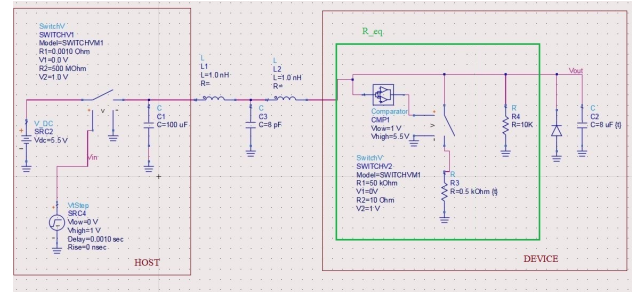 SwitchV
SWITCHV1
Model=SWITCHVM1
R1=0.0010 Ohm
V1=0.0 V
R2=500 MOhm
V2=1.0 V
V_DC
SRC2
Vdc=5.5 V
+
-
V
C
C1
C=100 uF
Vin
VtStep
SRC4
Vlow=0 V
Vhigh=1 V
Delay=0.0010 sec
Rise=0 nsec
HOST
L
L1
L=1.0 nH
R=
L
L2
L=1.0 nH
R=
C
C3
C=8 pF
R_eq.
Comparator
CMP1
Vlow=1 V
Vhigh=5.5V
V
SwitchV
SWITCHV2
Model=SWITCHVM1
R1=50 kOhm
V1=0V
R2=10 Ohm
V2=1 V
R
R3
R=0.5 kOhm {t}
R
R4
R=10K
Vout
C
C2
C=8 uF {t}
DEVICE